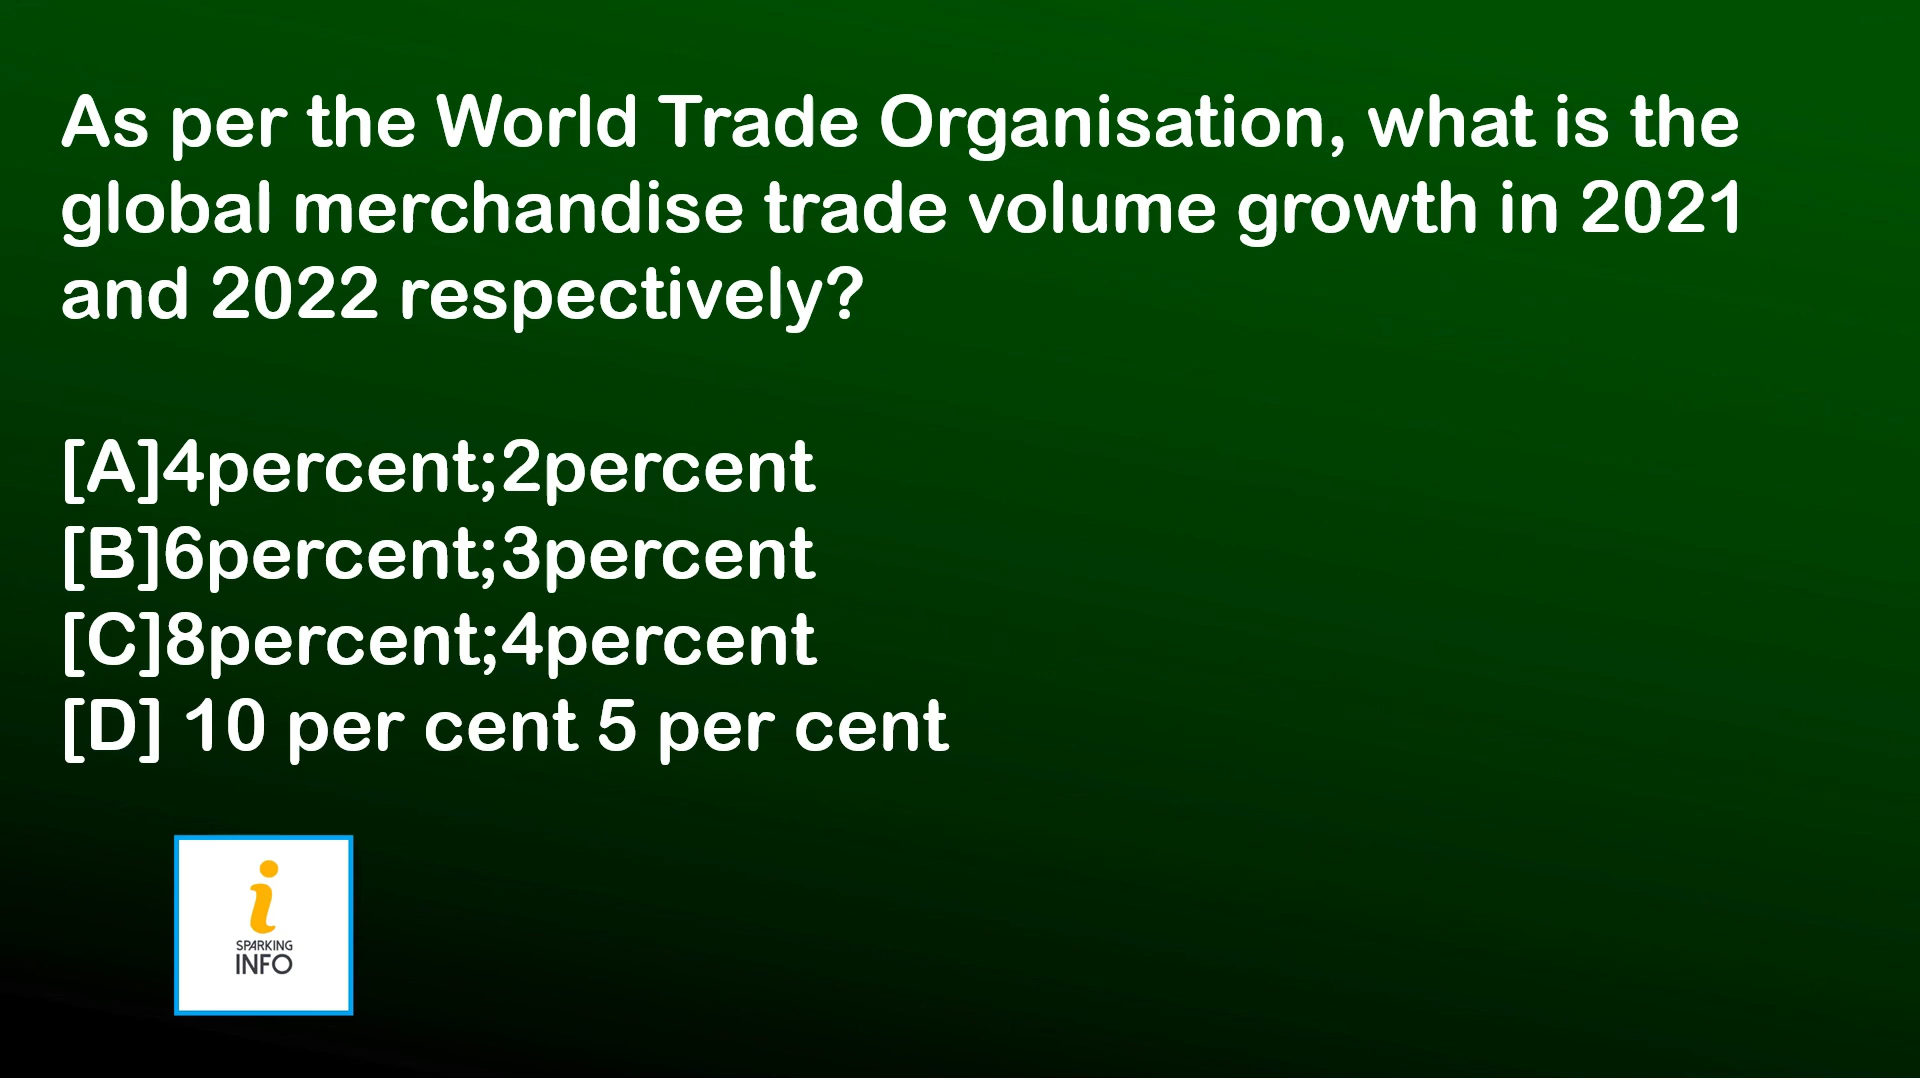 As per the World Trade Organisation, what is the
global merchandise trade volume growth in 2021
and 2022 respectively?
[A]4percent;2percent
[B]6percent;3percent
[C]8percent;4percent
[D] 10 per cent 5 per cent
i
SPARKING
INFO